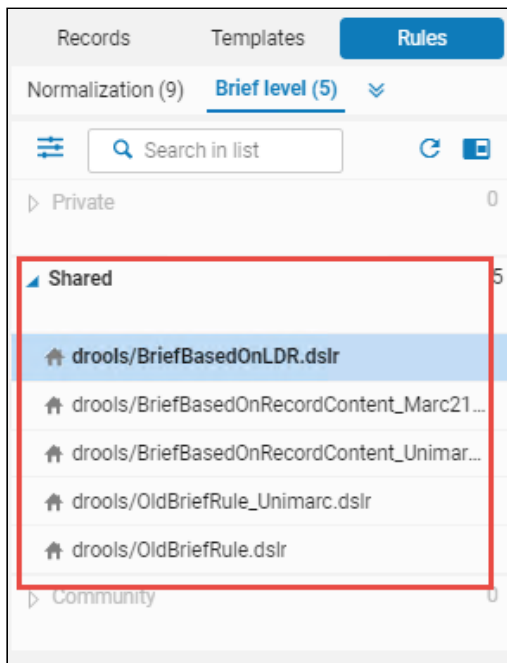 Records Templates Rules
Normalization (9) Brief level (5)
Search in list
Private 0
Shared 5
drools/BriefBasedOnLDR.dslr
drools/BriefBasedOnRecordContent_Marc21...
drools/BriefBasedOnRecordContent_Unimar...
drools/OldBriefRule_Unimarc.dslr
drools/OldBriefRule.dslr
Community 0